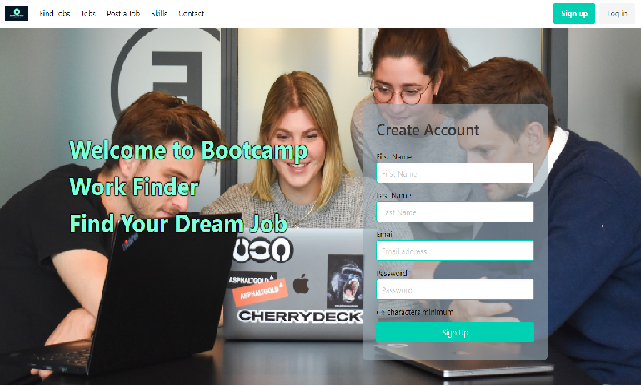 Find Jobs Jobs Post a Job Skills Contact Sign up Log in
Welcome to Bootcamp
Work Finder
Find Your Dream Job
Create Account
First Name
First Name
Last Name
Last Name
Email
Email address
Password
Password
characters minimum
Sign Up
ASPHALTGOLD
ASPHALTGOLD
CHERRYDECK